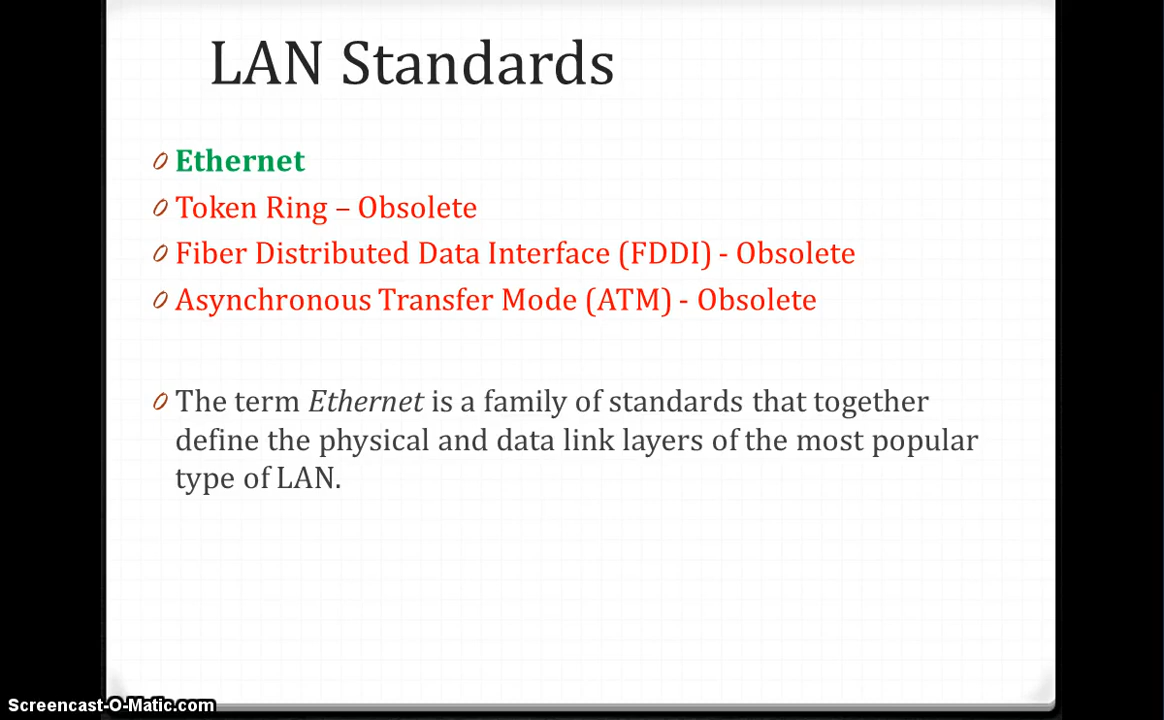 LAN Standards
Ethernet
Token Ring – Obsolete
Fiber Distributed Data Interface (FDDI) - Obsolete
Asynchronous Transfer Mode (ATM) - Obsolete
The term Ethernet is a family of standards that together
define the physical and data link layers of the most popular
type of LAN.
Screencast-O-Matic.com